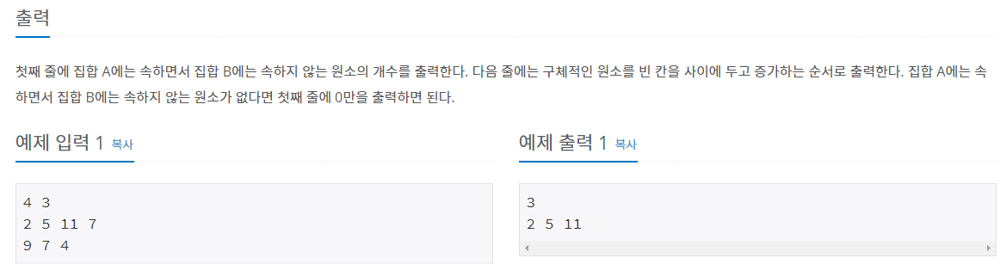 출력
첫째 줄에 집합 A에는 속하면서 집합 B에는 속하지 않는 원소의 개수를 출력한다. 다음 줄에는 구체적인 원소를 빈 칸을 사이에 두고 증가하는 순서로 출력한다. 집합 A에는 속
하면서 집합 B에는 속하지 않는 원소가 없다면 첫째 줄에 0만을 출력하면 된다.
예제 입력 1 복사
4 3
2 5 11 7
9 7 4
예제 출력 1 복사
3
2 5 11